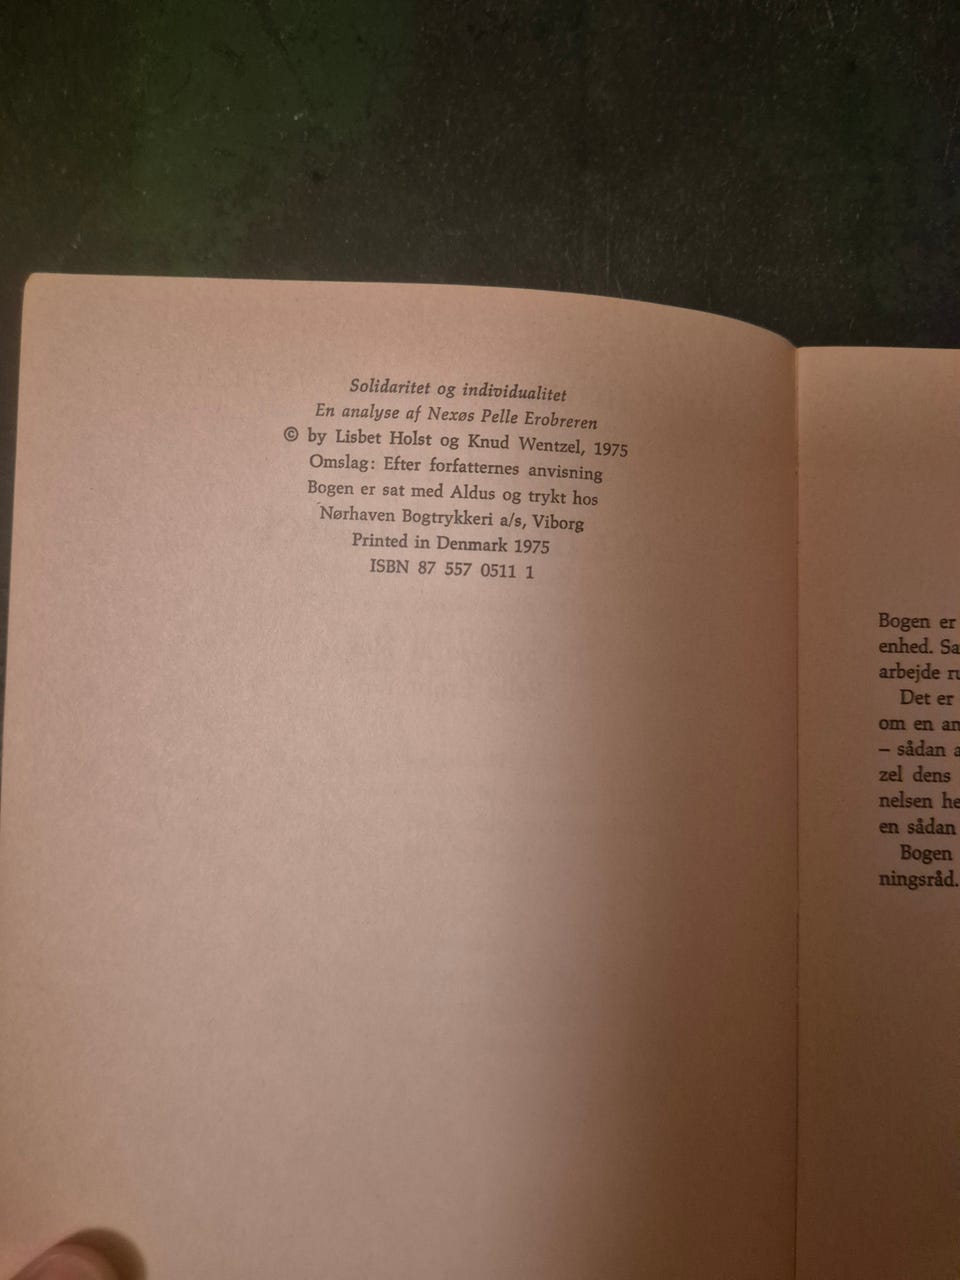 Solidaritet og individualitet
En analyse af Nexøs Pelle Erobreren
© by Lisbet Holst og Knud Wentzel, 1975
Omslag: Efter forfatternes anvisning
Bogen er sat med Aldus og trykt hos
Nørhaven Bogtrykkeri a/s, Viborg
Printed in Denmark 1975
ISBN 87 557 0511 1
Bogen er
enhed. Sa
arbejde ru
Det er
om en an
– sådan a
zel dens
nelsen he
en sådan
Bogen
ningsråd.